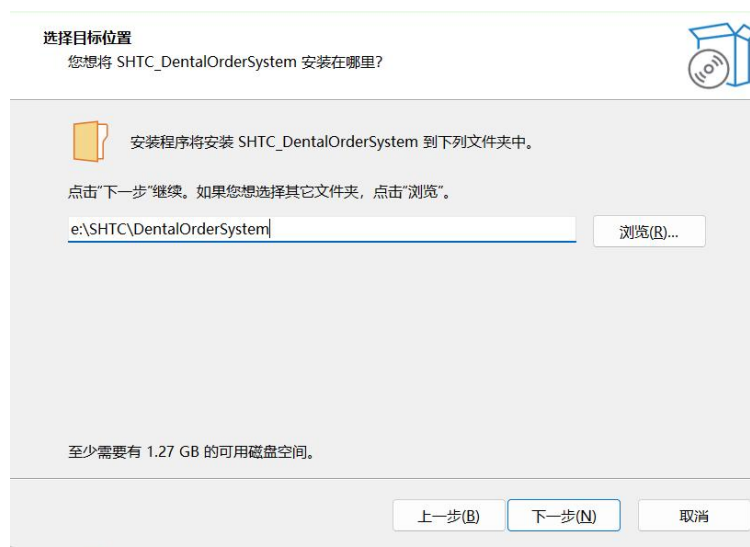 选择目标位置
您想将 SHTC_DentalOrderSystem 安装在哪里?
安装程序将安装 SHTC_DentalOrderSystem 到下列文件夹中。
点击“下一步”继续。如果您想选择其它文件夹，点击“浏览”。
e:\SHTC\DentalOrderSystem
浏览(R)...
至少需要有 1.27 GB 的可用磁盘空间。
上一步(B)
下一步(N)
取消